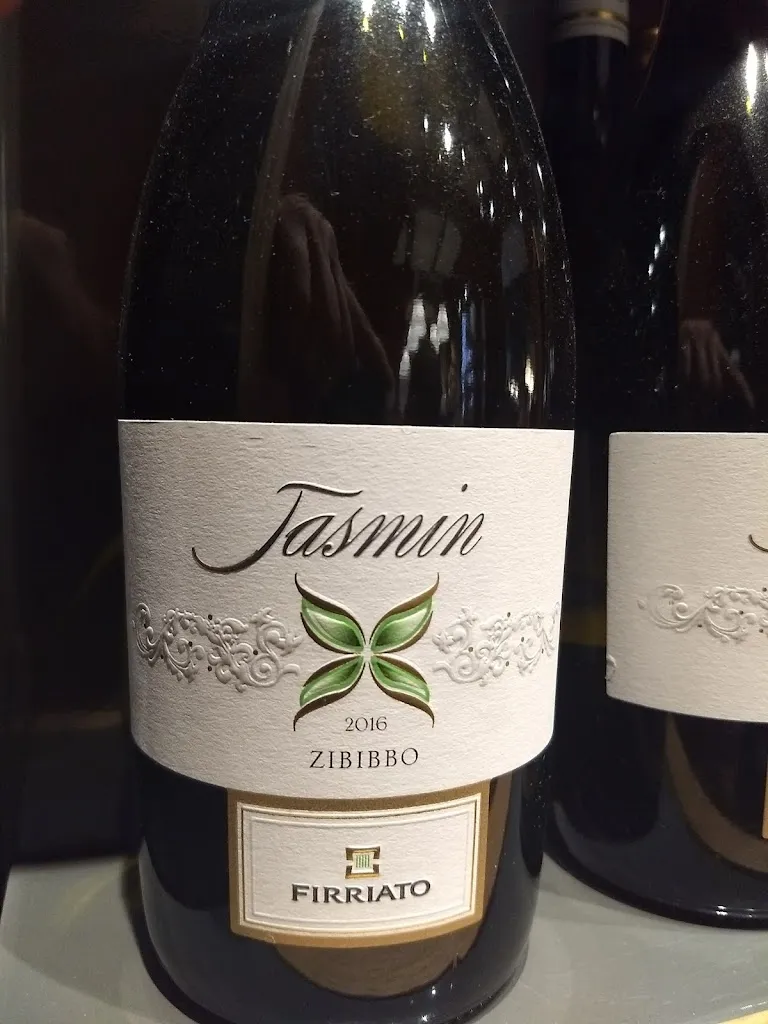 Jasmin
2016
ZIBIBBO
FIRRIATO